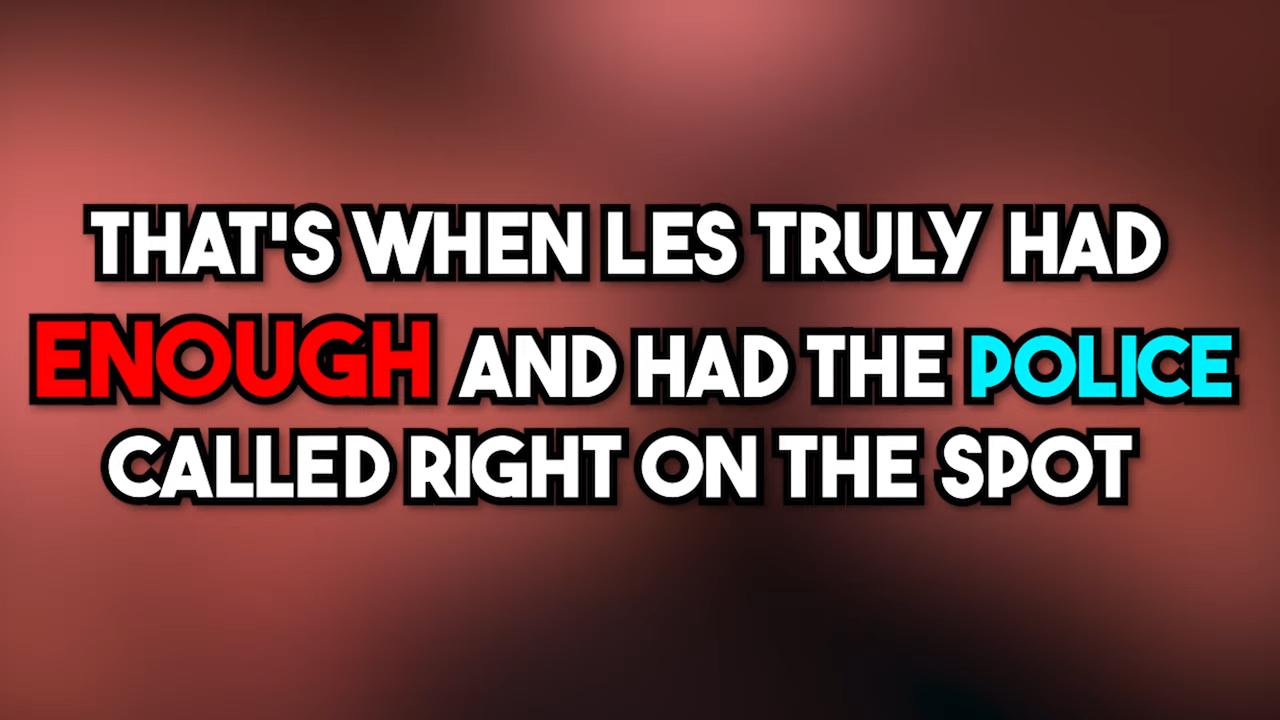 THAT'S WHEN LES TRULY HAD
ENOUGH AND HAD THE POLICE
CALLED RIGHT ON THE SPOT